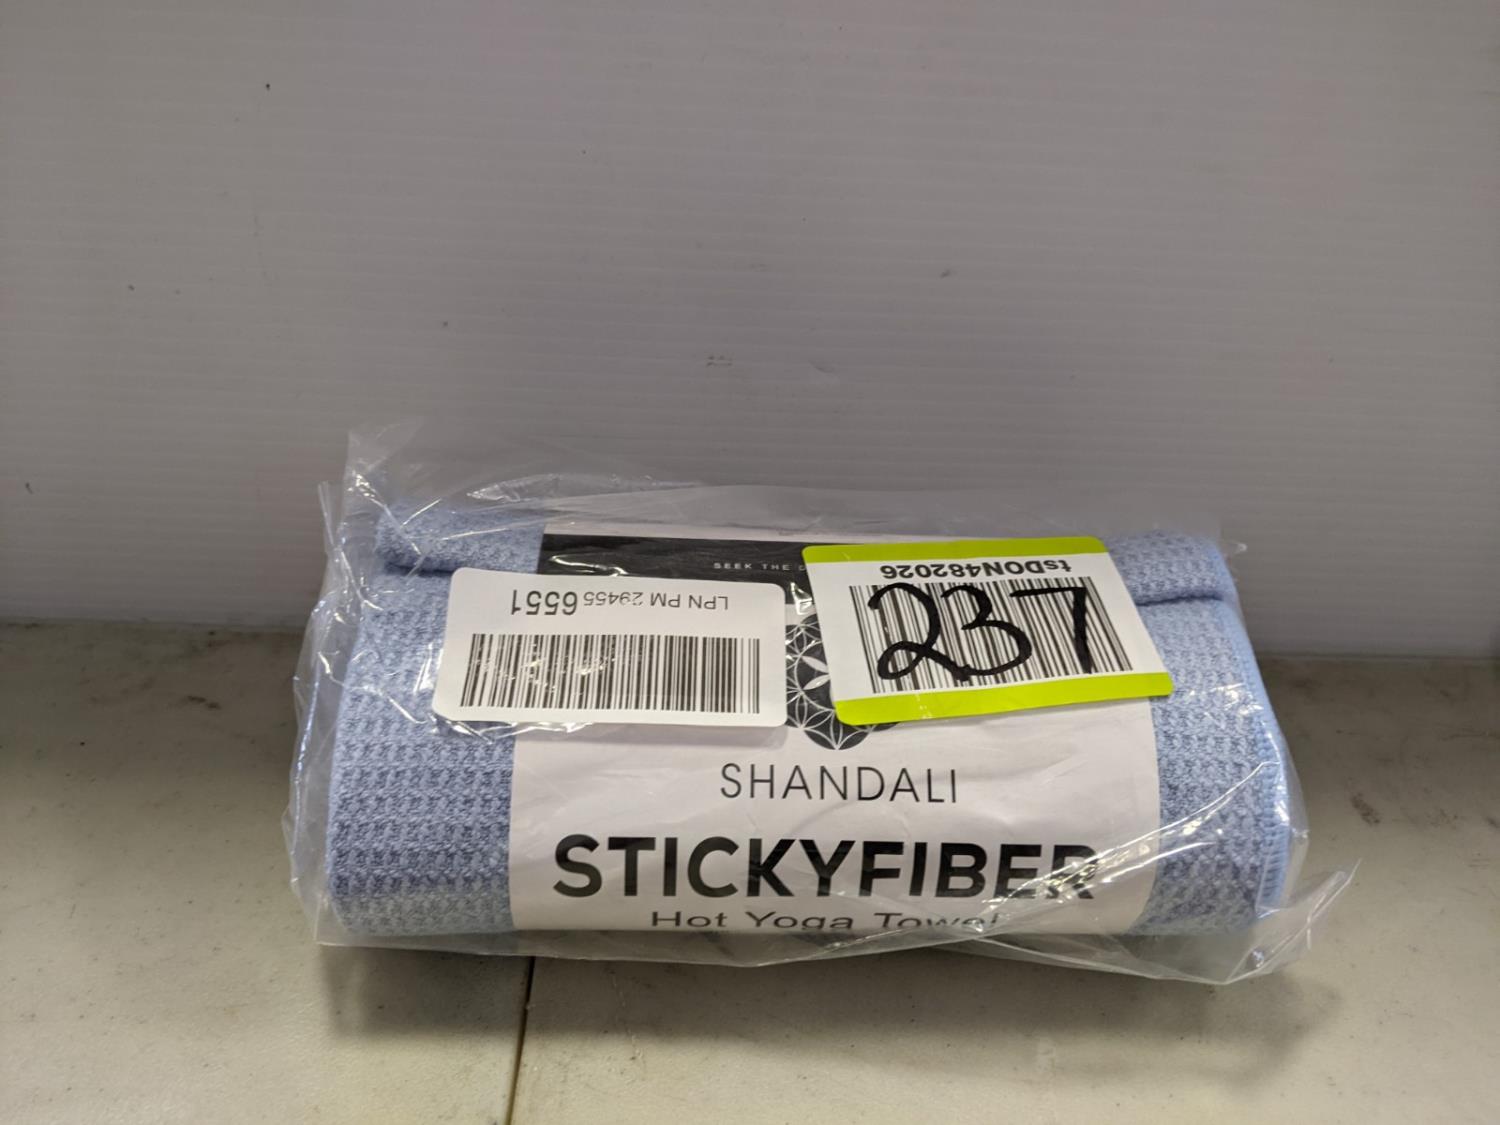 SEEK THE
tsDON482026
237
LPN PM 29455 6551
SHANDALI
STICKYFIBER
Hot Yoga Towel